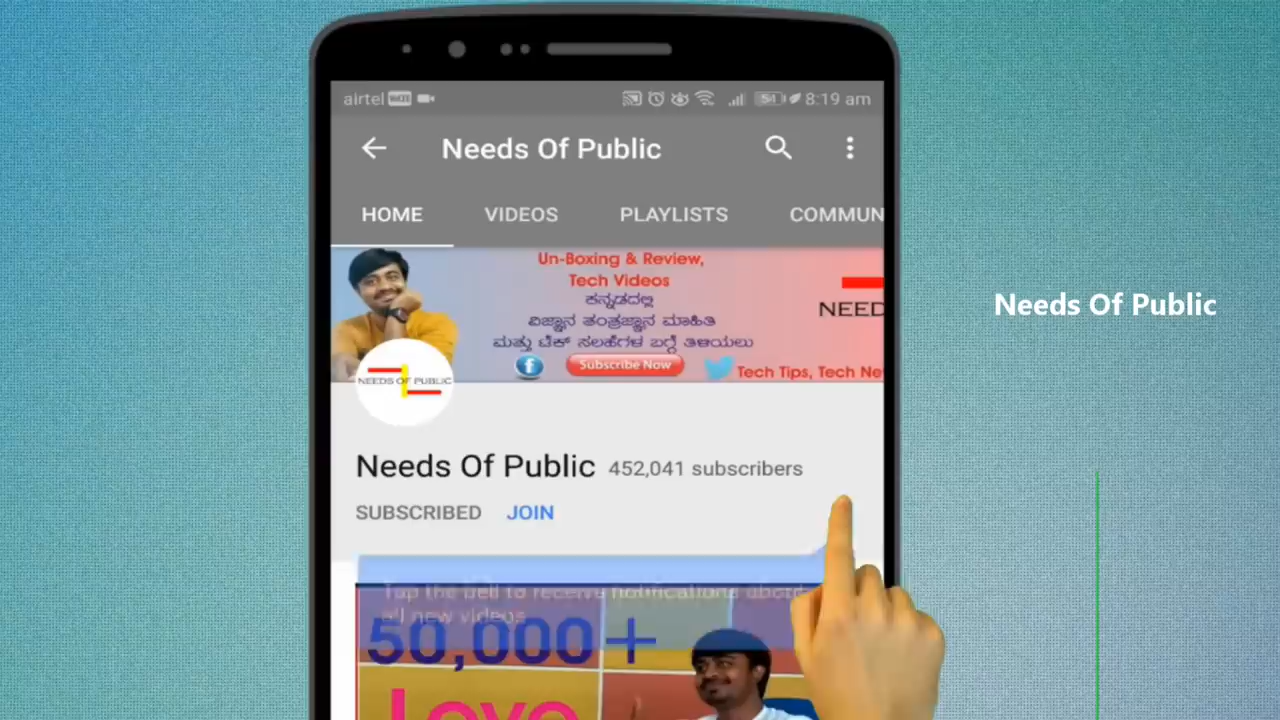 airtel
8:19 am
Needs Of Public
HOME VIDEOS PLAYLISTS COMMUN
Un-Boxing & Review,
Tech Videos
ಕನ್ನಡದಲ್ಲಿ
ವಿಜ್ಞಾನ ತಂತ್ರಜ್ಞಾನ ಮಾಹಿತಿ
ಮತ್ತು ಟೆಕ್ ಸಲಹೆಗಳ ಬಗ್ಗೆ ತಿಳಿಯಲು
NEED
f Subscribe Now
Tech Tips, Tech Ne
NEEDS OF PUBLIC
Needs Of Public 452,041 subscribers
SUBSCRIBED JOIN
Tap the bell to receive notifications about
all new videos
50,000+
Love
Needs Of Public